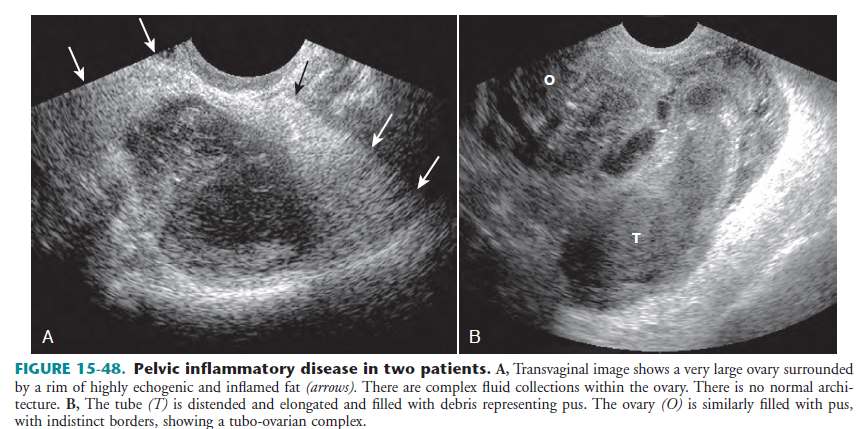 O
T
A
B
FIGURE 15-48. Pelvic inflammatory disease in two patients. A, Transvaginal image shows a very large ovary surrounded
by a rim of highly echogenic and inflamed fat (arrows). There are complex fluid collections within the ovary. There is no normal archi-
tecture. B, The tube (T) is distended and elongated and filled with debris representing pus. The ovary (O) is similarly filled with pus,
with indistinct borders, showing a tubo-ovarian complex.